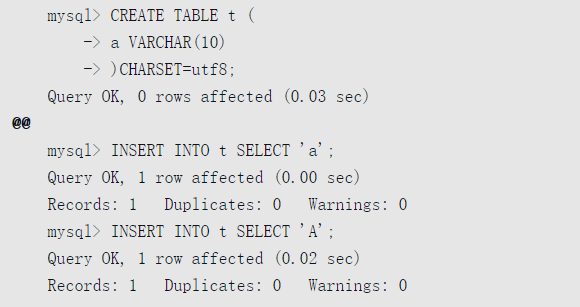 mysql> CREATE TABLE t (
-> a VARCHAR(10)
-> )CHARSET=utf8;
Query OK, 0 rows affected (0.03 sec)
@@
mysql> INSERT INTO t SELECT 'a';
Query OK, 1 row affected (0.00 sec)
Records: 1 Duplicates: 0 Warnings: 0
mysql> INSERT INTO t SELECT 'A';
Query OK, 1 row affected (0.02 sec)
Records: 1 Duplicates: 0 Warnings: 0